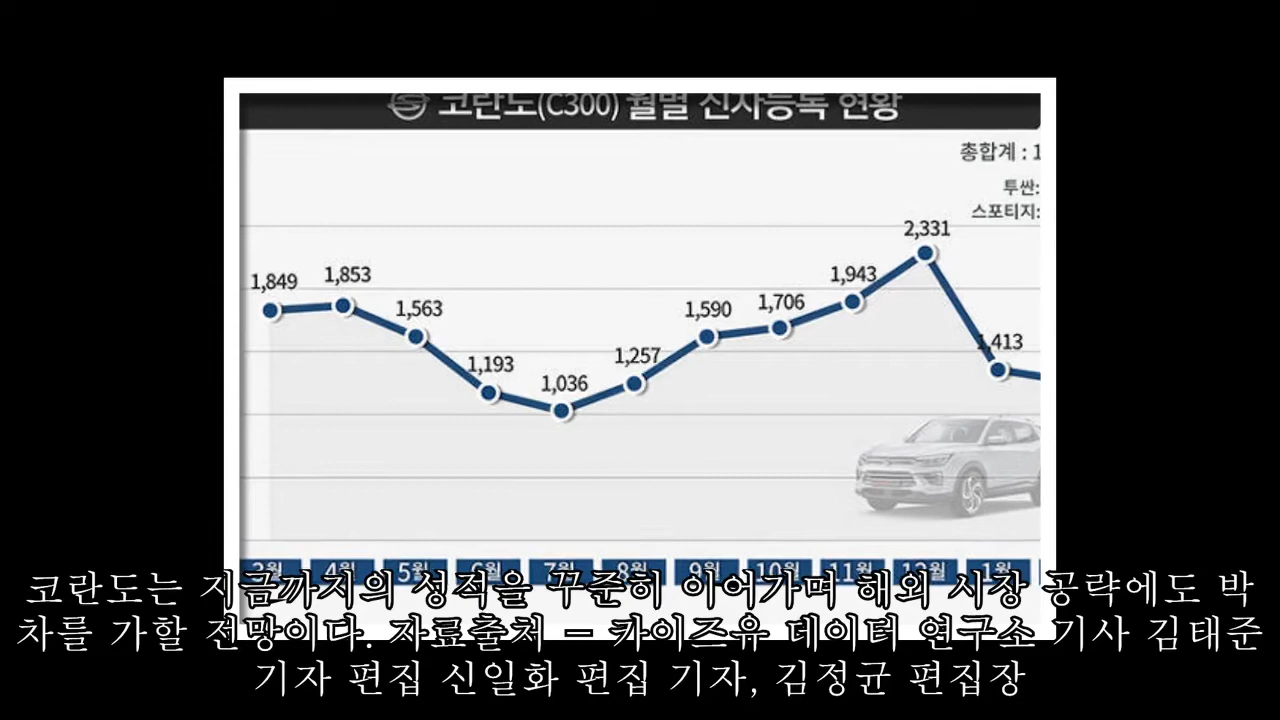 코란도(C300) 월별 신차등록 현황
총합계 : 1
투싼:
스포티지:
2,331
1,943
1,849 1,853
1,706
1,563 1,590
1,413
1,257
1,193
1,036
3월 4월 5월 6월 7월 8월 9월 10월 11월 12월 1월
코란도는 지금까지의 성적을 꾸준히 이어가며 해외 시장 공략에도 박
차를 가할 전망이다. 자료출처 - 카이즈유 데이터 연구소 기사 김태준
기자 편집 신일화 편집 기자, 김정균 편집장